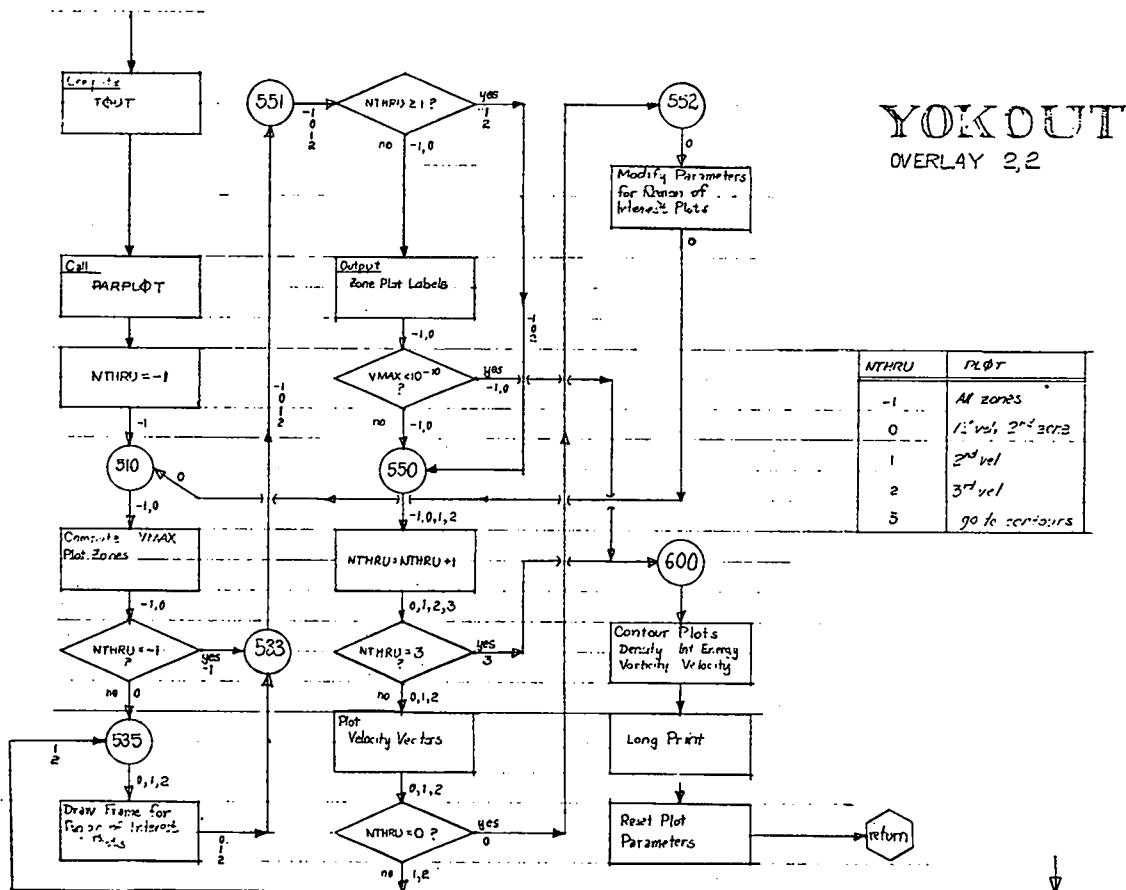 YOKOUT
OVERLAY 2,2
TΦUT
Call
PARPLΦT
NTHRU = -1
-1
510
0
-1,0
VMAX
Plot Zones
-1,0
NTHRU = -1
?
yes
-1
no
0
535
1
2
0,1,2
Draw Frame for
of Interest
0
1
2
533
-1
0
1
2
551
-1
0
1
2
NTHRU ≥ 1 ?
yes
1
2
no
-1,0
Output
Zone Plot Labels
-1,0
VMAX < 10⁻¹⁰
?
yes
-1,0
no
-1,0
550
-1,0,1,2
NTHRU = NTHRU +1
0,1,2,3
NTHRU = 3
?
yes
3
no
0,1,2
Plot
Velocity Vectors
0,1,2
NTHRU = 0 ?
yes
0
no
1,2
552
0
Modify Parameters
for Region of
Interest Plots
0
600
Contour Plots
Density Int Energy
Vorticity Velocity
Long Print
Reset Plot
Parameters
return
NTHRU PLΦT
-1 All zones
0 1st vel, 2nd
1 2nd vel
2 3rd vel
3 go to contours